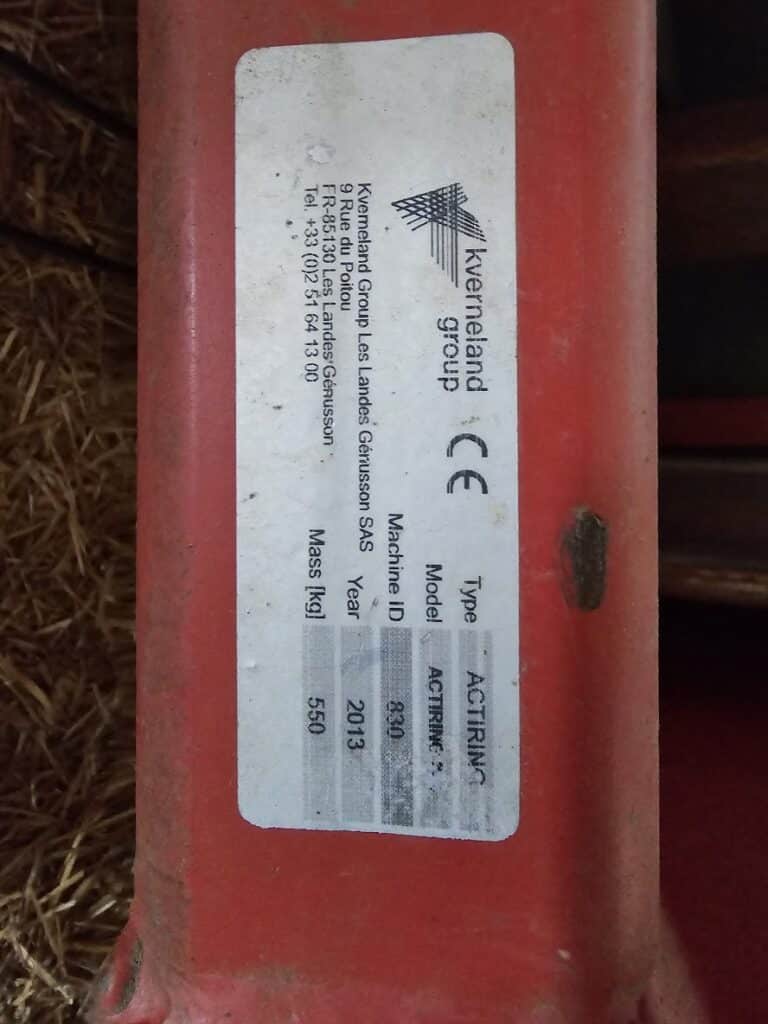 kverneland
group
CE
Kverneland Group Les Landes Génusson SAS
9 Rue du Poitou
FR-85130 Les Landes Génusson
Tel. +33 (0)2 51 64 13 00
Type ACTIRING
Model ACTIRING
Machine ID 830
Year 2013
Mass [kg] 550